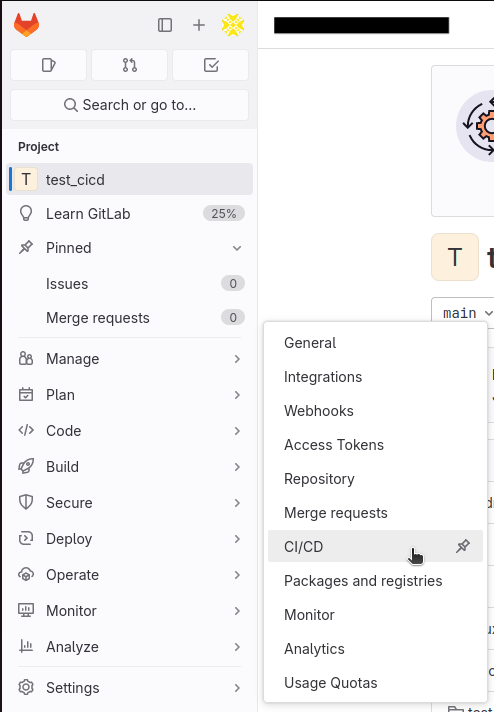 Search or go to...
Project
T test_cicd
Learn GitLab 25%
Pinned
Issues 0
Merge requests 0
Manage
Plan
Code
Build
Secure
Deploy
Operate
Monitor
Analyze
Settings
T
main
General
Integrations
Webhooks
Access Tokens
Repository
Merge requests
CI/CD
Packages and registries
Monitor
Analytics
Usage Quotas